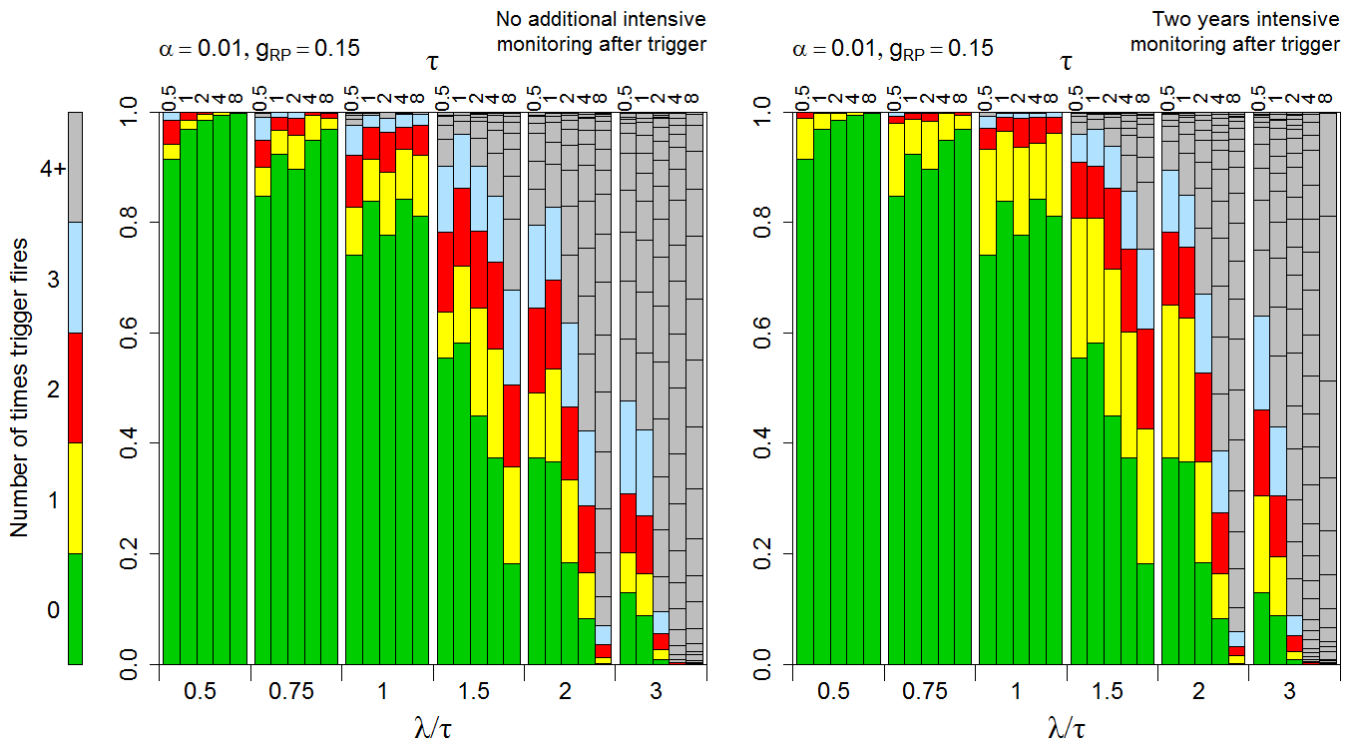 No additional intensive
monitoring after trigger
α = 0.01, gRP = 0.15
τ
0.5 1 2 4 8 0.5 1 2 4 8 0.5 1 2 4 8 0.5 1 2 4 8 0.5 1 2 4 8 0.5 1 2 4 8
Number of times trigger fires
4+
3
2
1
0
1.0
0.8
0.6
0.4
0.2
0.0
0.5 0.75 1 1.5 2 3
λ/τ
Two years intensive
monitoring after trigger
α = 0.01, gRP = 0.15
τ
0.5 1 2 4 8 0.5 1 2 4 8 0.5 1 2 4 8 0.5 1 2 4 8 0.5 1 2 4 8 0.5 1 2 4 8
1.0
0.8
0.6
0.4
0.2
0.0
0.5 0.75 1 1.5 2 3
λ/τ